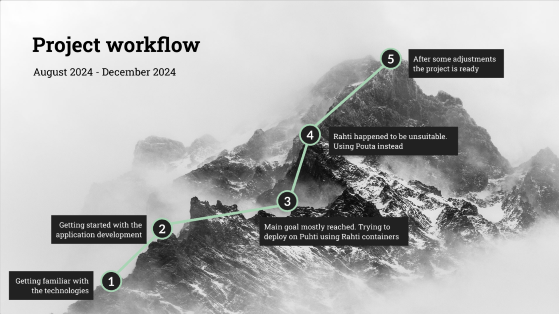 Project workflow
August 2024 - December 2024
5
After some adjustments
the project is ready
4
Rahti happened to be unsuitable.
Using Pouta instead
3
Main goal mostly reached. Trying to
deploy on Puhti using Rahti containers
2
Getting started with the
application development
1
Getting familiar with
the technologies